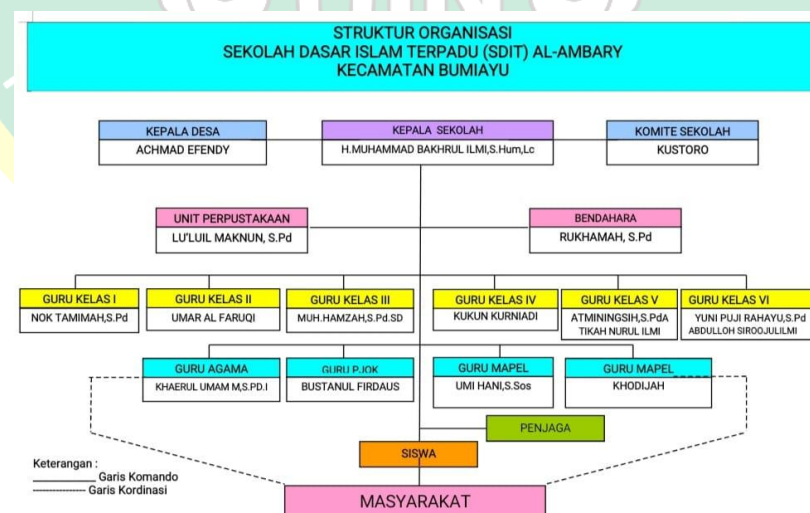 STRUKTUR ORGANISASI
SEKOLAH DASAR ISLAM TERPADU (SDIT) AL-AMBARY
KECAMATAN BUMIAYU
KEPALA DESA
ACHMAD EFENDY
KEPALA SEKOLAH
H.MUHAMMAD BAKHRUL ILMI,S.Hum,Lc
KOMITE SEKOLAH
KUSTORO
UNIT PERPUSTAKAAN
LU'LUIL MAKNUN, S.Pd
BENDAHARA
RUKHAMAH, S.Pd
GURU KELAS I
NOK TAMIMAH,S.Pd
GURU KELAS II
UMAR AL FARUQI
GURU KELAS III
MUH.HAMZAH,S.Pd.SD
GURU KELAS IV
KUKUN KURNIADI
GURU KELAS V
ATMININGSIH,S.PdA
TIKAH NURUL ILMI
GURU KELAS VI
YUNI PUJI RAHAYU,S.Pd
ABDULLOH SIROOJULILMI
GURU AGAMA
KHAERUL UMAM M,S.PD.I
GURU PJOK
BUSTANUL FIRDAUS
GURU MAPEL
UMI HANI,S.Sos
GURU MAPEL
KHODIJAH
PENJAGA
SISWA
Keterangan :
Garis Komando
Garis Kordinasi
MASYARAKAT